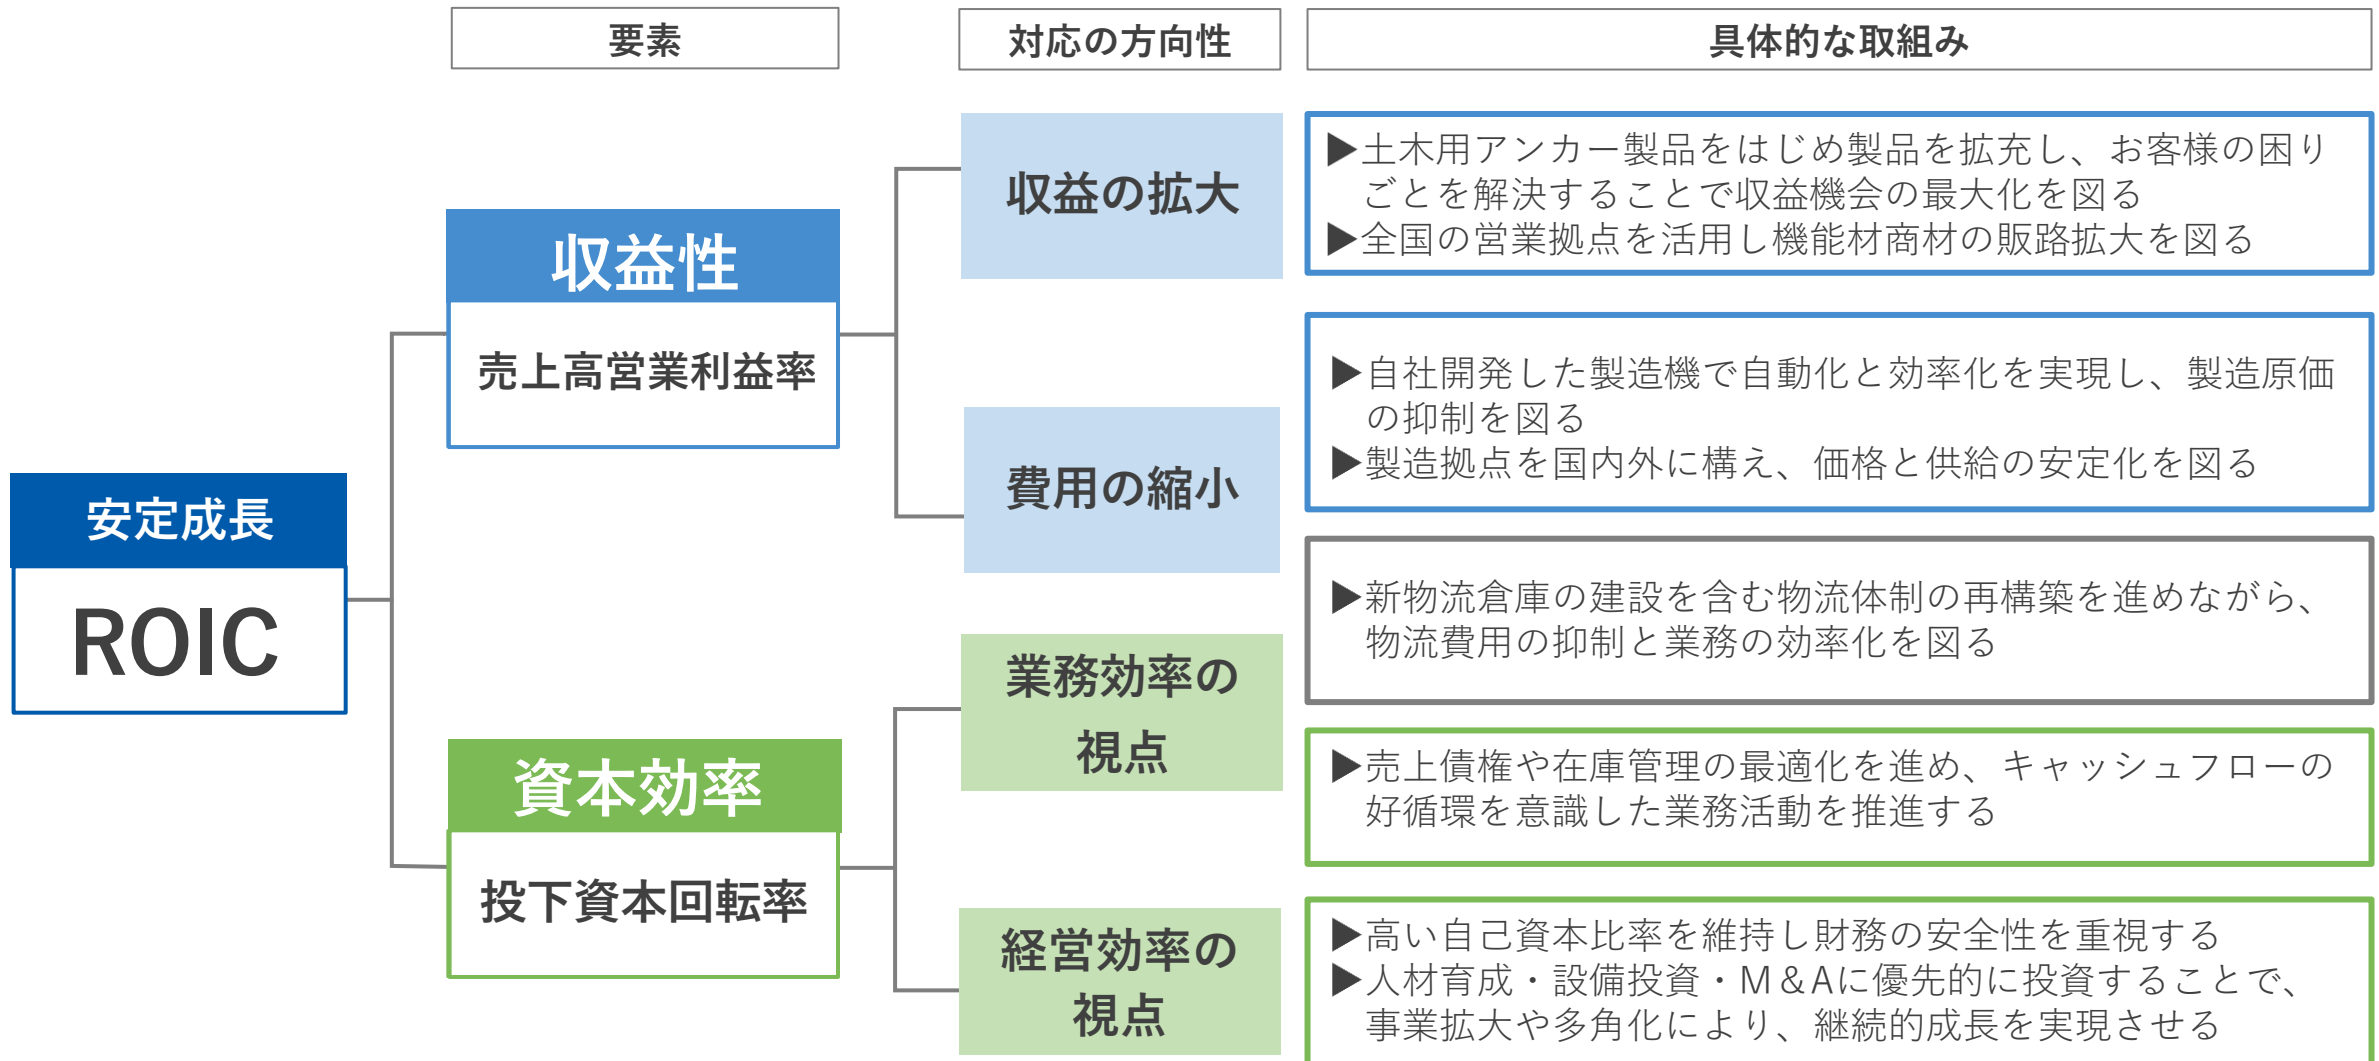 要素
対応の方向性
具体的な取組み
安定成長
ROIC
収益性
売上高営業利益率
収益の拡大
▶土木用アンカー製品をはじめ製品を拡充し、お客様の困り
ごとを解決することで収益機会の最大化を図る
▶全国の営業拠点を活用し機能材商材の販路拡大を図る
費用の縮小
▶自社開発した製造機で自動化と効率化を実現し、製造原価
の抑制を図る
▶製造拠点を国内外に構え、価格と供給の安定化を図る
▶新物流倉庫の建設を含む物流体制の再構築を進めながら、
物流費用の抑制と業務の効率化を図る
資本効率
投下資本回転率
業務効率の
視点
▶売上債権や在庫管理の最適化を進め、キャッシュフローの
好循環を意識した業務活動を推進する
経営効率の
視点
▶高い自己資本比率を維持し財務の安全性を重視する
▶人材育成・設備投資・M＆Aに優先的に投資することで、
事業拡大や多角化により、継続的成長を実現させる